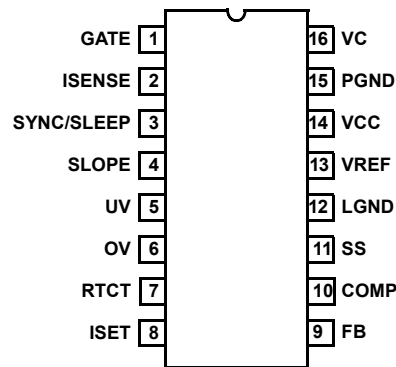 GATE 1 16 VC
ISENSE 2 15 PGND
SYNC/SLEEP 3 14 VCC
SLOPE 4 13 VREF
UV 5 12 LGND
OV 6 11 SS
RTCT 7 10 COMP
ISET 8 9 FB